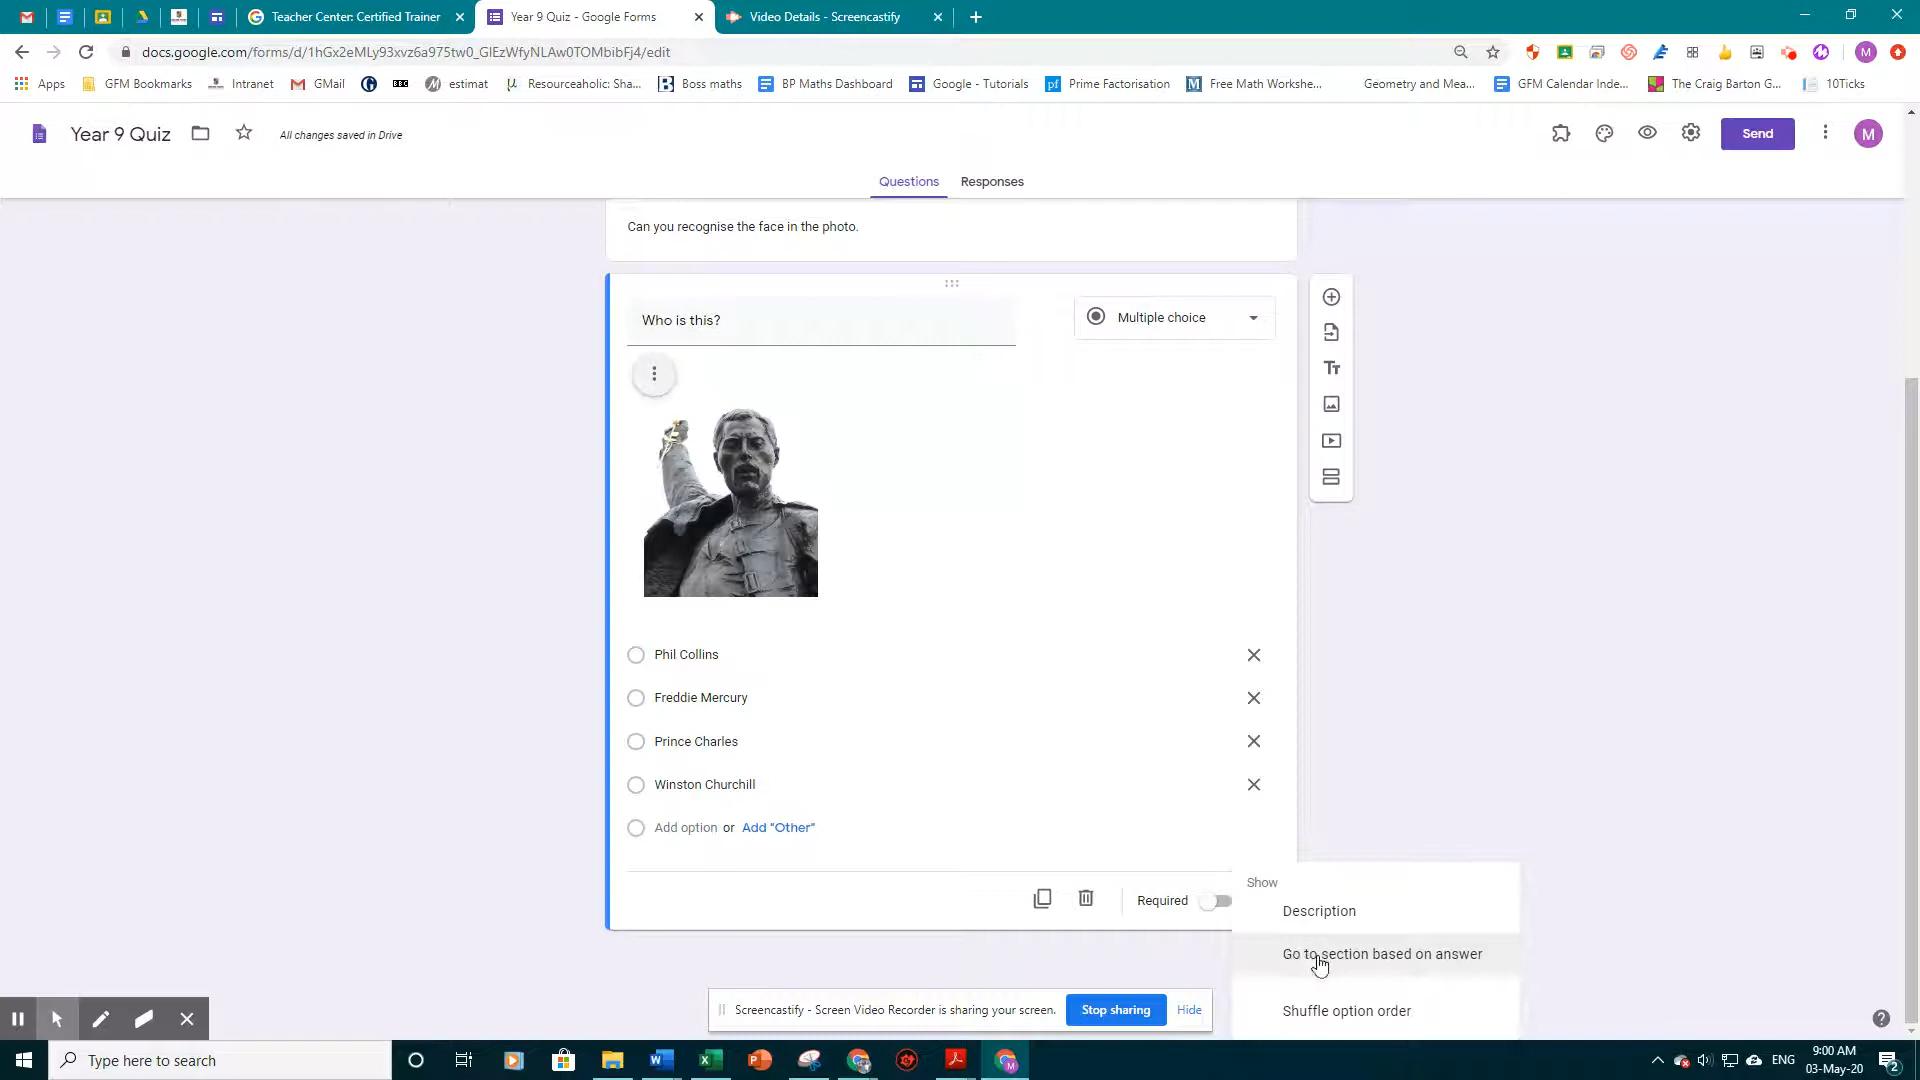 Teacher Center: Certified Trainer
Year 9 Quiz - Google Forms
Video Details - Screencastify
docs.google.com/forms/d/1hGx2eMLy93xvz6a975tw0_GlEzWfyNLAw0TOMbibFj4/edit
M
Apps
GFM Bookmarks
Intranet
GMail
BBC
estimat
Resourceaholic: Sha...
Boss maths
BP Maths Dashboard
Google - Tutorials
pf Prime Factorisation
Free Math Workshe...
Geometry and Mea...
GFM Calendar Inde...
The Craig Barton G...
10Ticks
Year 9 Quiz
All changes saved in Drive
Send
M
Questions
Responses
Can you recognise the face in the photo.
Who is this?
Multiple choice
Tt
Phil Collins
Freddie Mercury
Prince Charles
Winston Churchill
Add option or Add "Other"
Required
Show
Description
Go to section based on answer
Shuffle option order
Screencastify - Screen Video Recorder is sharing your screen.
Stop sharing
Hide
Type here to search
ENG
9:00 AM
03-May-20
2